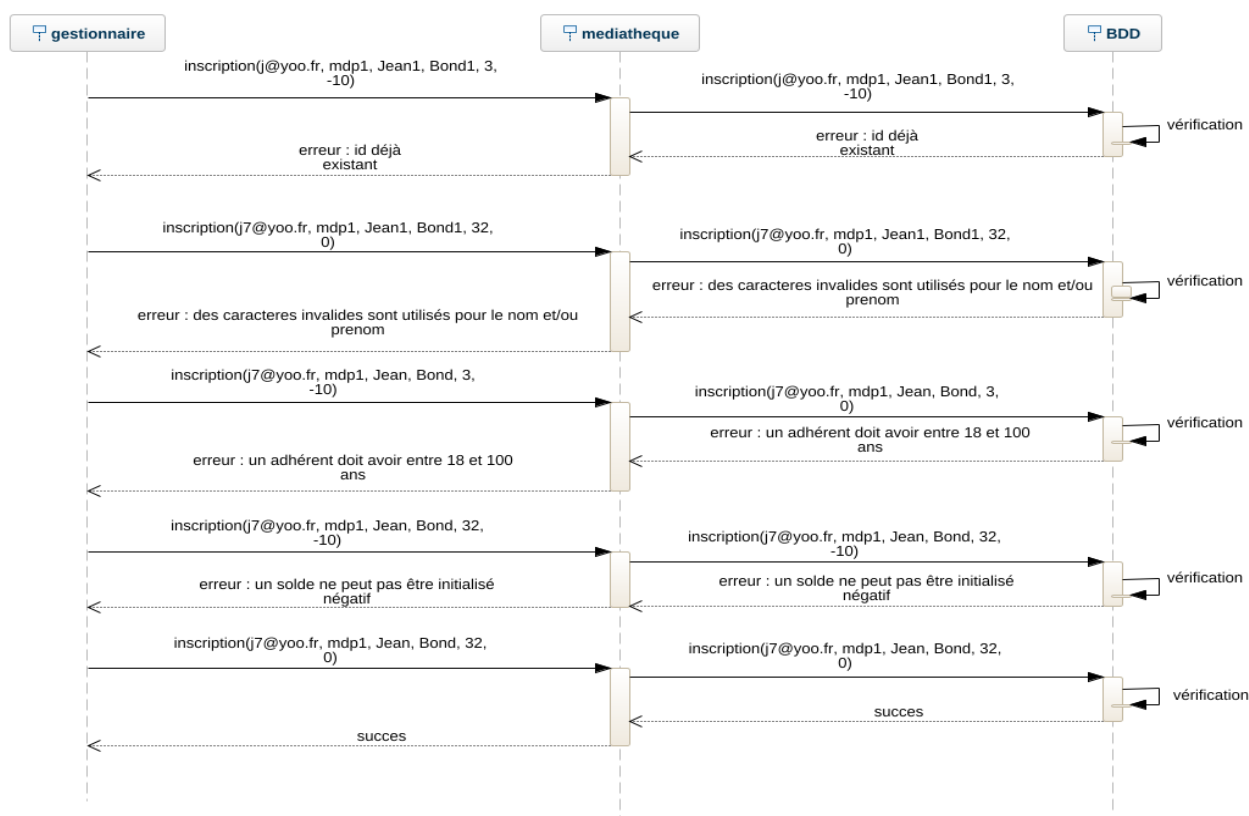 gestionnaire
mediatheque
BDD
inscription(j@yoo.fr, mdp1, Jean1, Bond1, 3,
-10)
inscription(j@yoo.fr, mdp1, Jean1, Bond1, 3,
-10)
vérification
erreur : id déjà
existant
erreur : id déjà
existant
inscription(j7@yoo.fr, mdp1, Jean1, Bond1, 32,
0)
inscription(j7@yoo.fr, mdp1, Jean1, Bond1, 32,
0)
vérification
erreur : des caracteres invalides sont utilisés pour le nom et/ou
prenom
erreur : des caracteres invalides sont utilisés pour le nom et/ou
prenom
inscription(j7@yoo.fr, mdp1, Jean, Bond, 3,
-10)
inscription(j7@yoo.fr, mdp1, Jean, Bond, 3,
0)
vérification
erreur : un adhérent doit avoir entre 18 et 100
ans
erreur : un adhérent doit avoir entre 18 et 100
ans
inscription(j7@yoo.fr, mdp1, Jean, Bond, 32,
-10)
inscription(j7@yoo.fr, mdp1, Jean, Bond, 32,
-10)
vérification
erreur : un solde ne peut pas être initialisé
négatif
erreur : un solde ne peut pas être initialisé
négatif
inscription(j7@yoo.fr, mdp1, Jean, Bond, 32,
0)
inscription(j7@yoo.fr, mdp1, Jean, Bond, 32,
0)
vérification
succes
succes